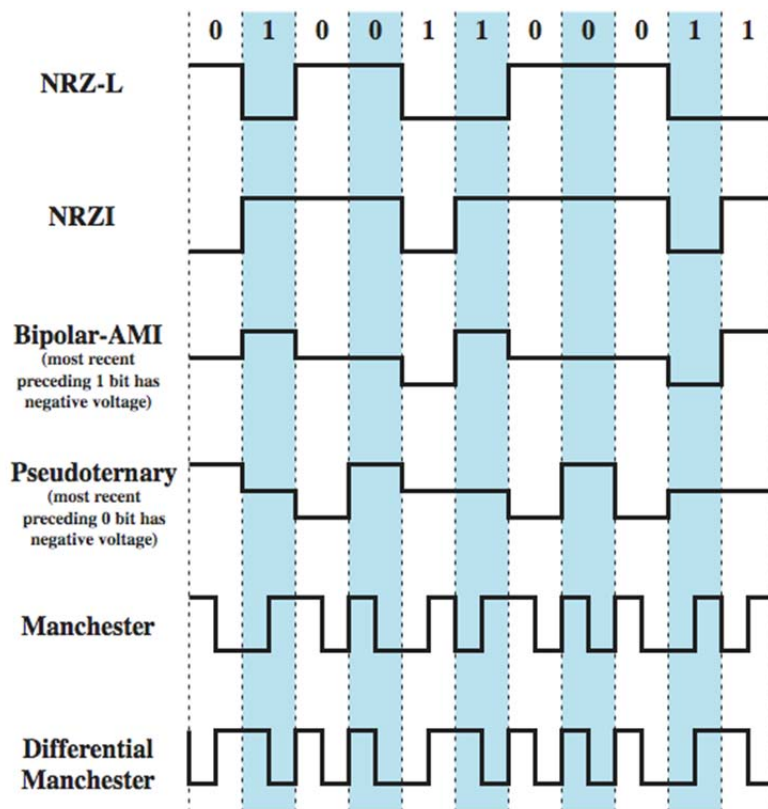 0 1 0 0 1 1 0 0 0 1 1
NRZ-L
NRZI
Bipolar-AMI
(most recent
preceding 1 bit has
negative voltage)
Pseudoternary
(most recent
preceding 0 bit has
negative voltage)
Manchester
Differential
Manchester